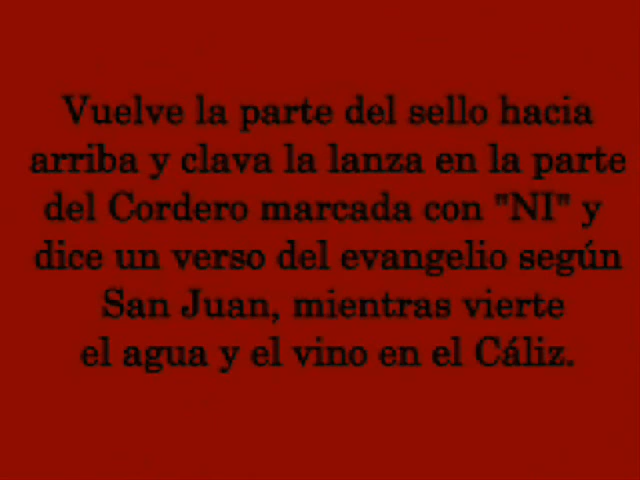 Vuelve la parte del sello hacia
arriba y clava la lanza en la parte
del Cordero marcada con "NI" y
dice un verso del evangelio según
San Juan, mientras vierte
el agua y el vino en el Cáliz.